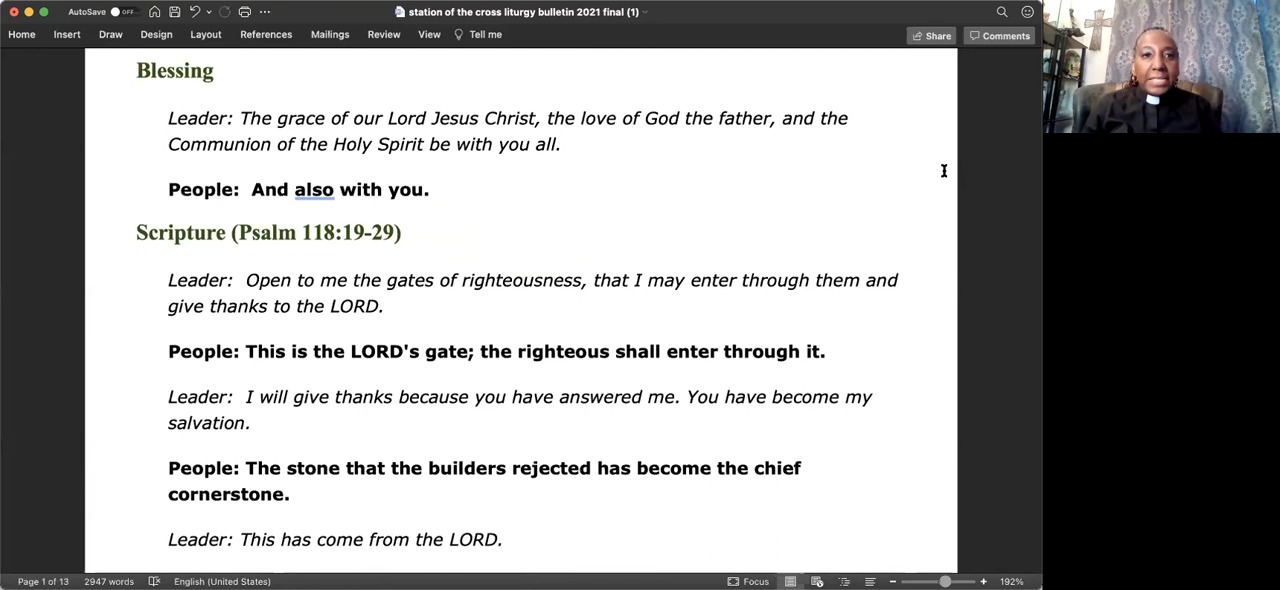 AutoSave OFF station of the cross liturgy bulletin 2021 final (1)
Home Insert Draw Design Layout References Mailings Review View Tell me Share Comments
Blessing
Leader: The grace of our Lord Jesus Christ, the love of God the father, and the
Communion of the Holy Spirit be with you all.
People: And also with you.
Scripture (Psalm 118:19-29)
Leader: Open to me the gates of righteousness, that I may enter through them and
give thanks to the LORD.
People: This is the LORD's gate; the righteous shall enter through it.
Leader: I will give thanks because you have answered me. You have become my
salvation.
People: The stone that the builders rejected has become the chief
cornerstone.
Leader: This has come from the LORD.
Page 1 of 13 2947 words English (United States) Focus 192%